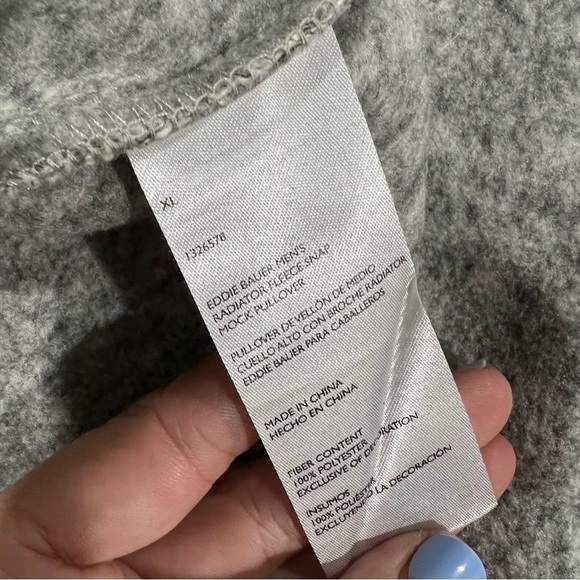 XL
1326578
EDDIE BAUER MEN'S
RADIATOR FLEECE SNAP
MOCK PULLOVER
PULLOVER DE VELLÓN DE MEDIO
CUELLO ALTO CON BROCHE RADIATOR
EDDIE BAUER PARA CABALLEROS
MADE IN CHINA
HECHO EN CHINA
FIBER CONTENT
100% POLYESTER
EXCLUSIVE OF DECORATION
INSUMOS
100% POLIÉSTER
EXCLUYENDO LA DECORACIÓN